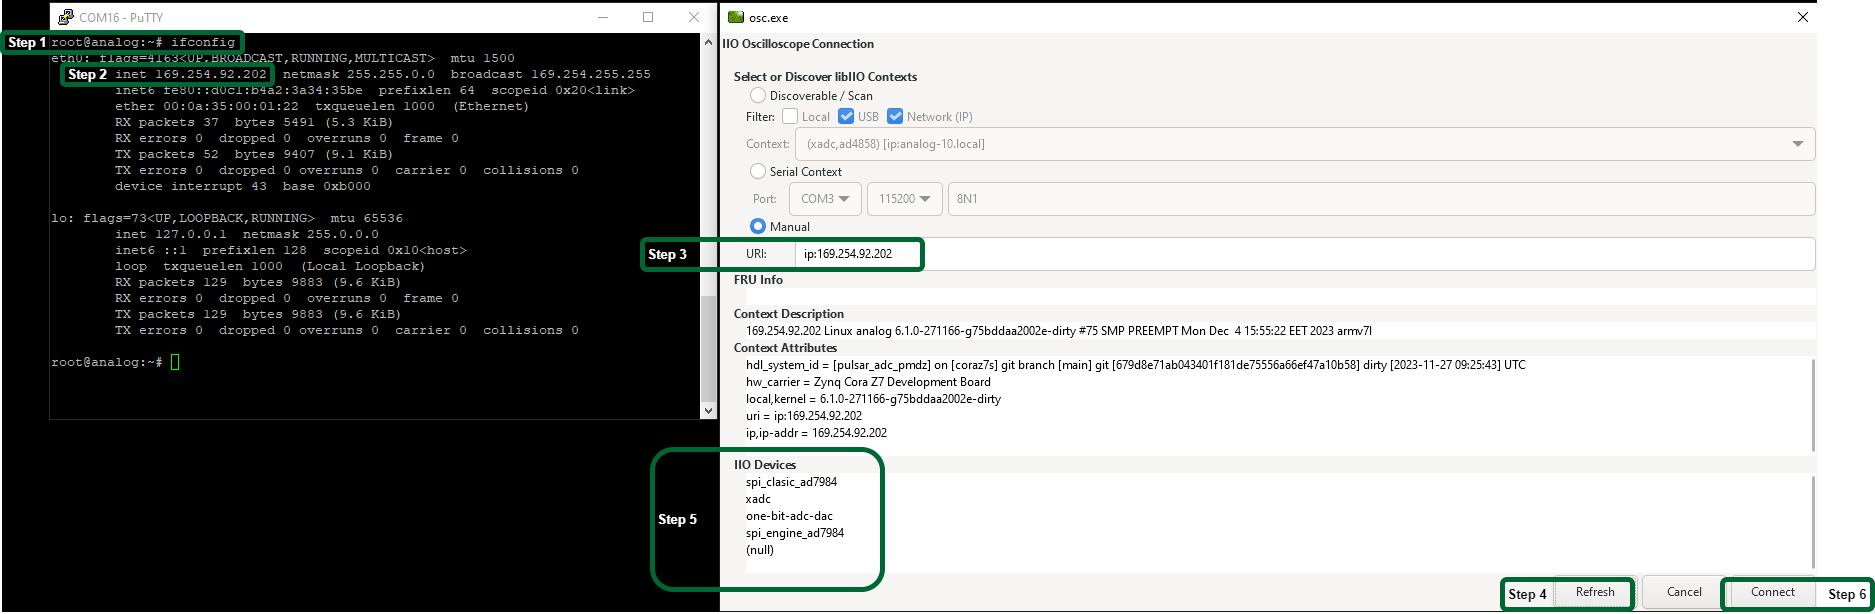 COM16 - PuTTY
Step 1 root@analog:~# ifconfig
eth0: flags=4163<UP,BROADCAST,RUNNING,MULTICAST>  mtu 1500
Step 2 inet 169.254.92.202  netmask 255.255.0.0  broadcast 169.254.255.255
inet6 fe80::d0c1:b4a2:3a34:35be  prefixlen 64  scopeid 0x20<link>
ether 00:0a:35:00:01:22  txqueuelen 1000  (Ethernet)
RX packets 37  bytes 5491 (5.3 KiB)
RX errors 0  dropped 0  overruns 0  frame 0
TX packets 52  bytes 9407 (9.1 KiB)
TX errors 0  dropped 0 overruns 0  carrier 0  collisions 0
device interrupt 43  base 0xb000
lo: flags=73<UP,LOOPBACK,RUNNING>  mtu 65536
inet 127.0.0.1  netmask 255.0.0.0
inet6 ::1  prefixlen 128  scopeid 0x10<host>
loop  txqueuelen 1000  (Local Loopback)
RX packets 129  bytes 9883 (9.6 KiB)
RX errors 0  dropped 0  overruns 0  frame 0
TX packets 129  bytes 9883 (9.6 KiB)
TX errors 0  dropped 0 overruns 0  carrier 0  collisions 0
root@analog:~#
osc.exe
IIO Oscilloscope Connection
Select or Discover libIIO Contexts
Discoverable / Scan
Filter: Local USB Network (IP)
Context: (xadc,ad4858) [ip:analog-10.local]
Serial Context
Port: COM3 115200 8N1
Manual
Step 3 URI: ip:169.254.92.202
FRU Info
Context Description
169.254.92.202 Linux analog 6.1.0-271166-g75bddaa2002e-dirty #75 SMP PREEMPT Mon Dec  4 15:55:22 EET 2023 armv7l
Context Attributes
hdl_system_id = [pulsar_adc_pmdz] on [coraz7s] git branch [main] git [679d8e71ab043401f181de75556a66ef47a10b58] dirty [2023-11-27 09:25:43] UTC
hw_carrier = Zynq Cora Z7 Development Board
local,kernel = 6.1.0-271166-g75bddaa2002e-dirty
uri = ip:169.254.92.202
ip,ip-addr = 169.254.92.202
IIO Devices
spi_clasic_ad7984
xadc
one-bit-adc-dac
Step 5
spi_engine_ad7984
(null)
Step 4 Refresh Cancel Connect Step 6